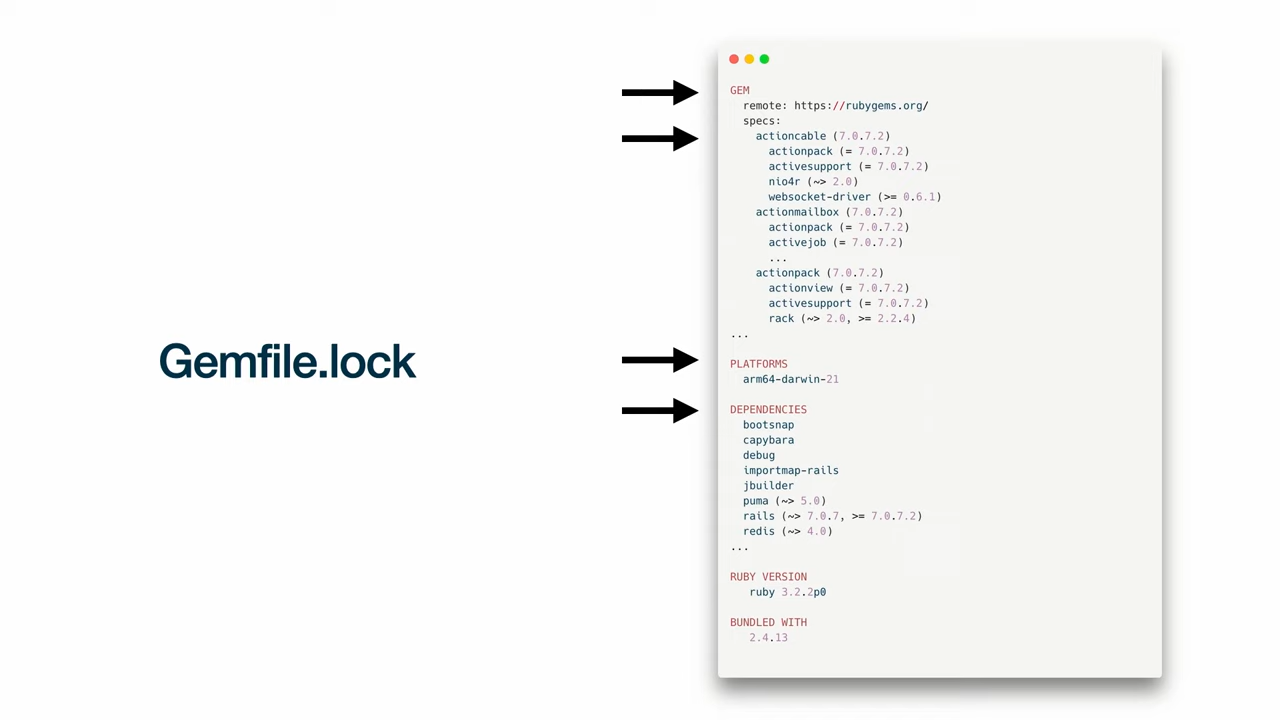 Gemfile.lock
GEM
remote: https://rubygems.org/
specs:
actioncable (7.0.7.2)
actionpack (= 7.0.7.2)
activesupport (= 7.0.7.2)
nio4r (~> 2.0)
websocket-driver (>= 0.6.1)
actionmailbox (7.0.7.2)
actionpack (= 7.0.7.2)
activejob (= 7.0.7.2)
...
actionpack (7.0.7.2)
actionview (= 7.0.7.2)
activesupport (= 7.0.7.2)
rack (~> 2.0, >= 2.2.4)
...
PLATFORMS
arm64-darwin-21
DEPENDENCIES
bootsnap
capybara
debug
importmap-rails
jbuilder
puma (~> 5.0)
rails (~> 7.0.7, >= 7.0.7.2)
redis (~> 4.0)
...
RUBY VERSION
ruby 3.2.2p0
BUNDLED WITH
2.4.13